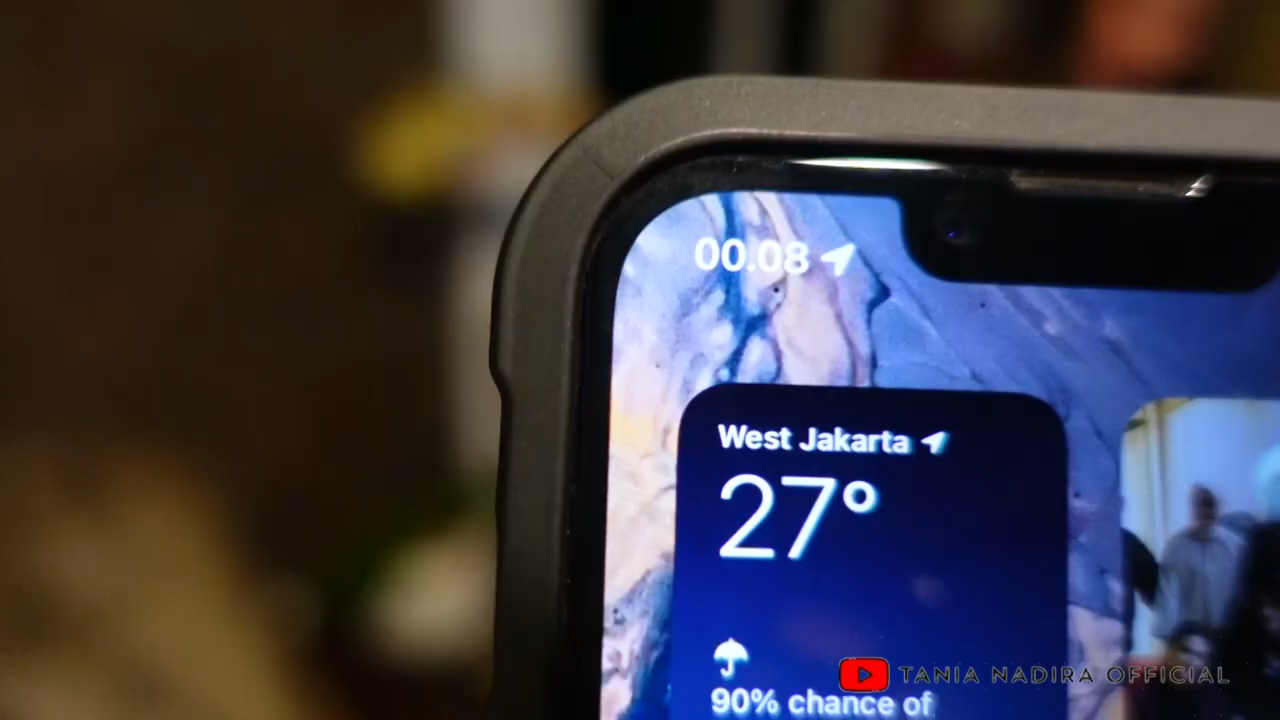 00.08
West Jakarta
27°
90% chance of
TANIA NADIRA OFFICIAL